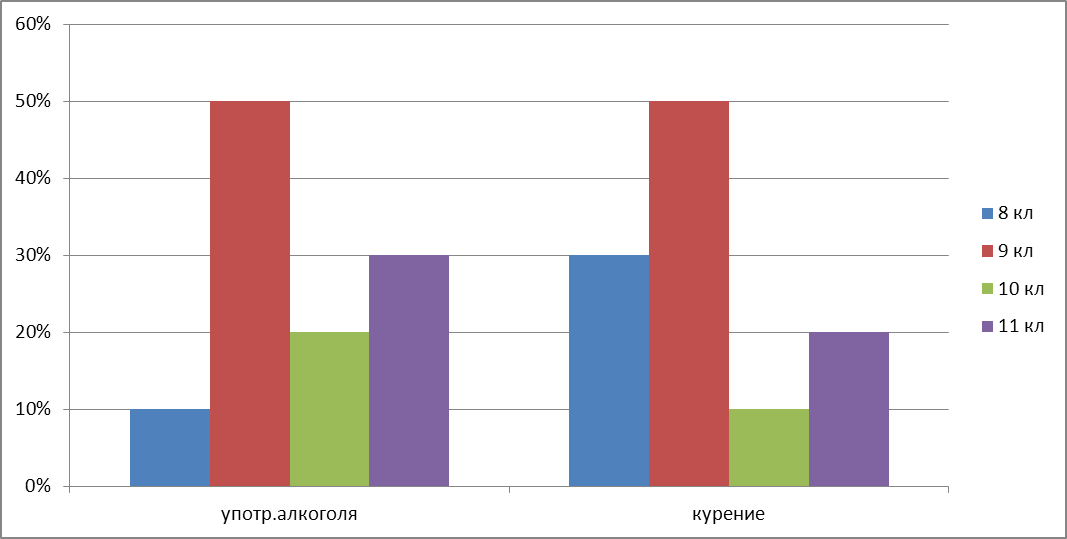 60%
50%
40%
30%
20%
10%
0%
употр.алкоголя
курение
8 кл
9 кл
10 кл
11 кл